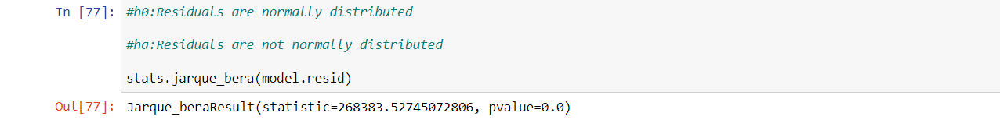 In [77]: #h0:Residuals are normally distributed
#ha:Residuals are not normally distributed
stats.jarque_bera(model.resid)
Out[77]: Jarque_beraResult(statistic=268383.52745072806, pvalue=0.0)